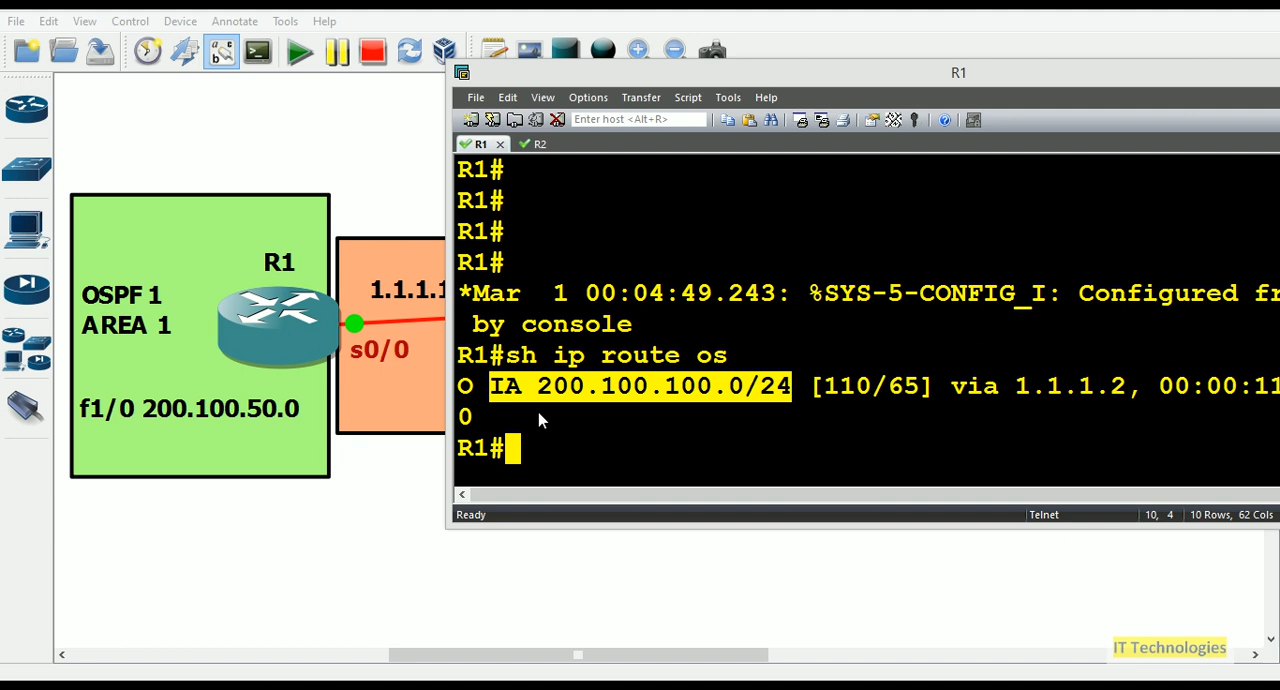 File Edit View Control Device Annotate Tools Help
R1
File Edit View Options Transfer Script Tools Help
Enter host <Alt+R>
R1 R2
R1#
R1#
R1#
R1#
*Mar 1 00:04:49.243: %SYS-5-CONFIG_I: Configured fr
by console
R1#sh ip route os
O IA 200.100.100.0/24 [110/65] via 1.1.1.2, 00:00:11
0
R1#
Ready Telnet 10, 4 10 Rows, 62 Cols
R1
OSPF 1
AREA 1
f1/0 200.100.50.0
1.1.1.1
s0/0
IT Technologies